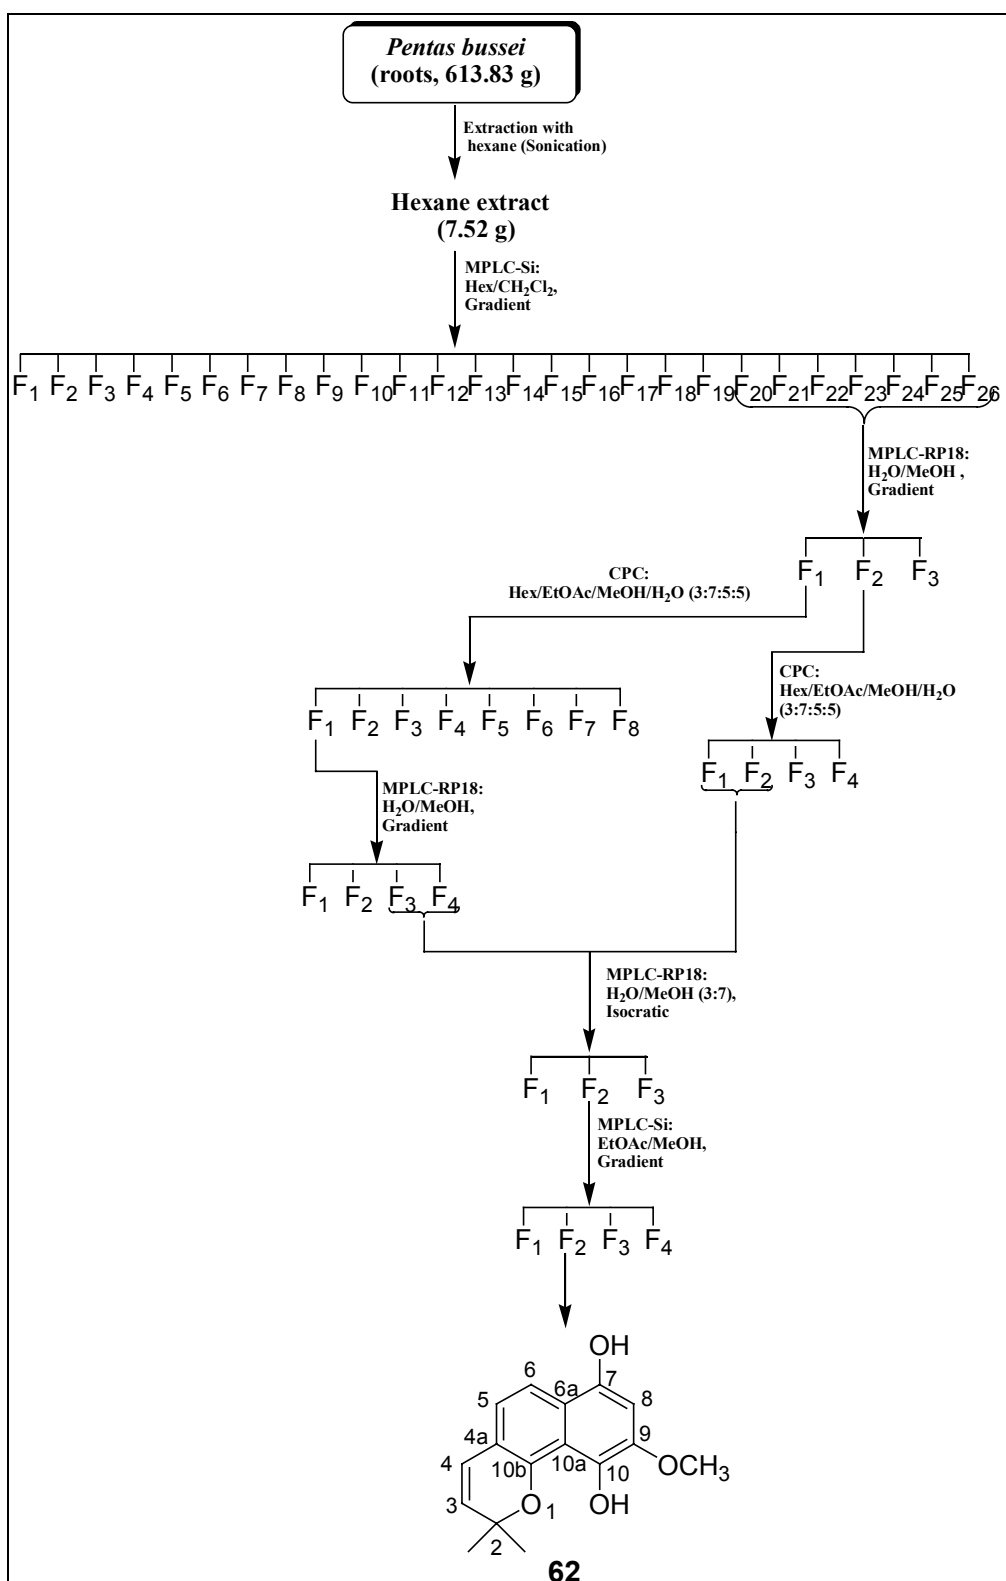 Pentas bussei
(roots, 613.83 g)
Extraction with
hexane (Sonication)
Hexane extract
(7.52 g)
MPLC-Si:
Hex/CH2Cl2,
Gradient
F1 F2 F3 F4 F5 F6 F7 F8 F9 F10 F11 F12 F13 F14 F15 F16 F17 F18 F19 F20 F21 F22 F23 F24 F25 F26
MPLC-RP18:
H2O/MeOH ,
Gradient
F1 F2 F3
CPC:
Hex/EtOAc/MeOH/H2O (3:7:5:5)
CPC:
Hex/EtOAc/MeOH/H2O
(3:7:5:5)
F1 F2 F3 F4 F5 F6 F7 F8
F1 F2 F3 F4
MPLC-RP18:
H2O/MeOH,
Gradient
F1 F2 F3 F4
MPLC-RP18:
H2O/MeOH (3:7),
Isocratic
F1 F2 F3
MPLC-Si:
EtOAc/MeOH,
Gradient
F1 F2 F3 F4
OH
6 7
5 6a 8
4a 9
4 10b 10a 10 OCH3
3 O 1 OH
2
62